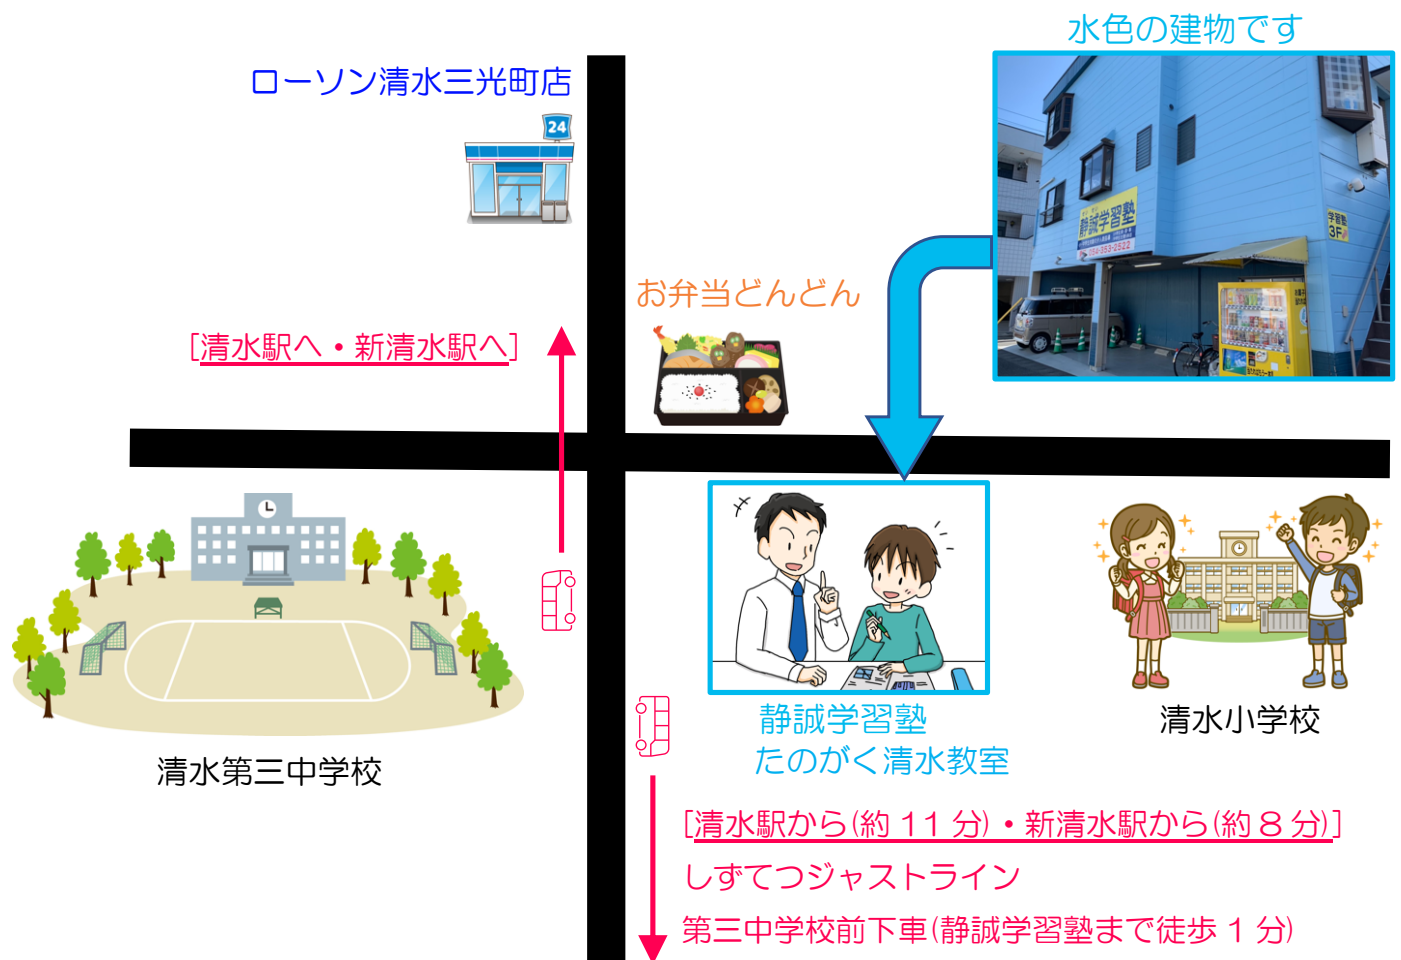 水色の建物です
ローソン清水三光町店
24
静誠学習塾
054-353-2522
学習塾
3F
お弁当どんどん
[清水駅へ・新清水駅へ]
静誠学習塾
たのがく清水教室
清水小学校
清水第三中学校
[清水駅から(約 11 分)・新清水駅から(約 8 分)]
しずてつジャストライン
第三中学校前下車(静誠学習塾まで徒歩 1 分)